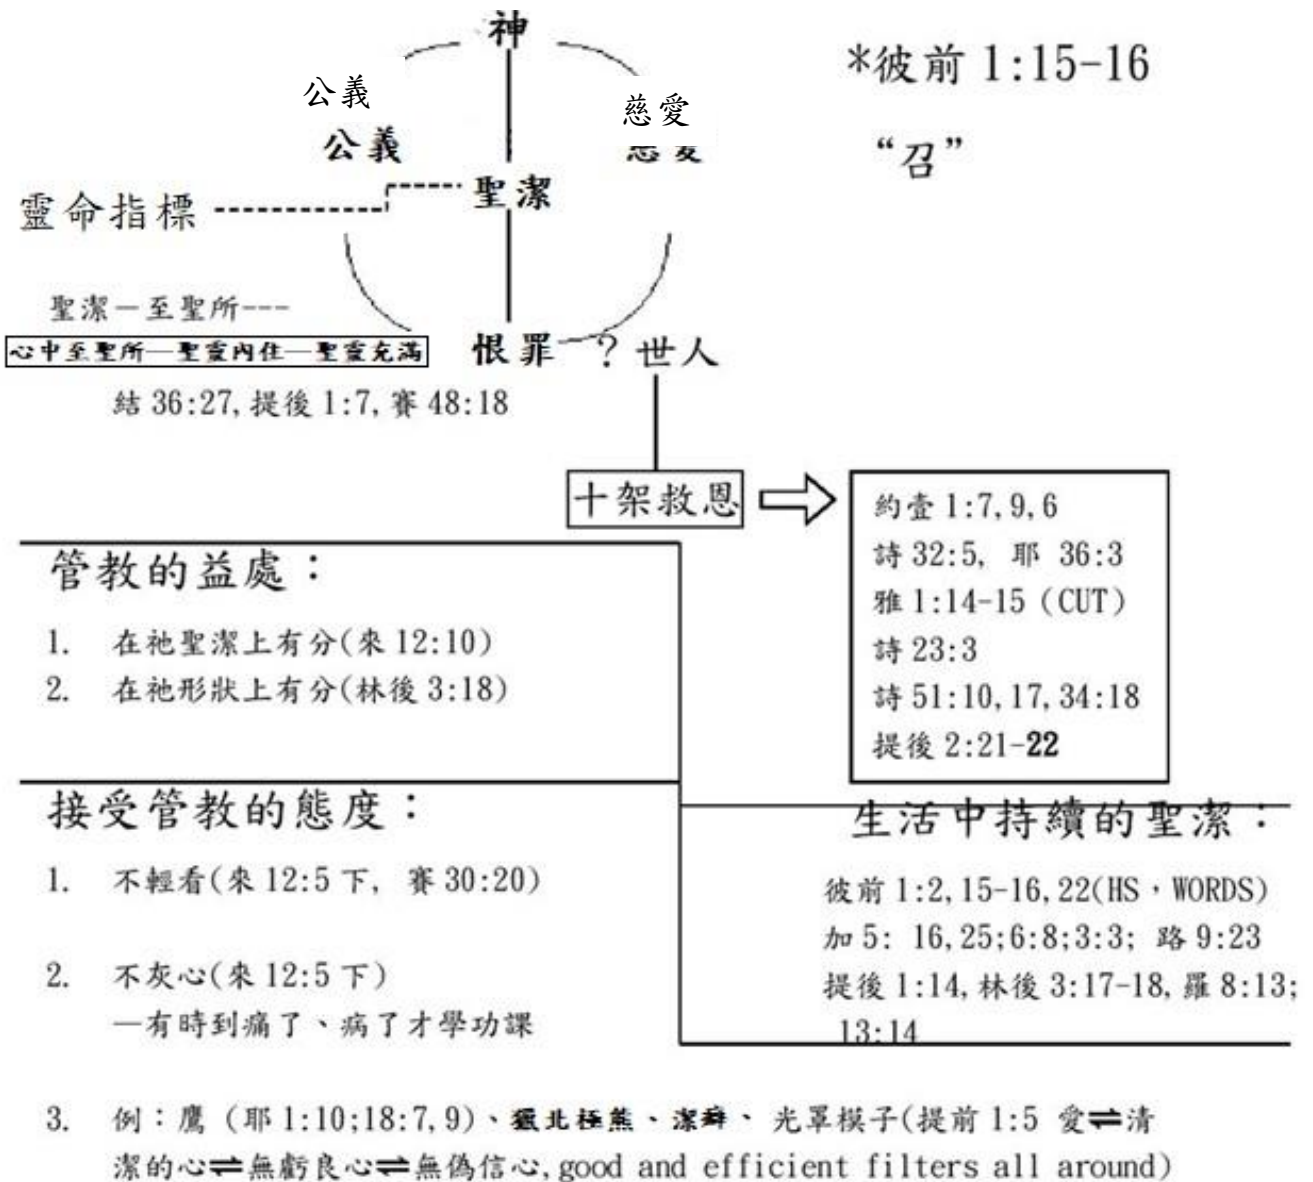 神
*彼前 1:15-16
公義
慈愛
公義
慈愛
“召”
聖潔
靈命指標
聖潔－至聖所---
心中至聖所—聖靈內住—聖靈充滿
恨罪 ? 世人
結 36:27, 提後 1:7, 賽 48:18
十架救恩
約壹 1:7,9,6
詩 32:5, 耶 36:3
雅 1:14-15 (CUT)
詩 23:3
詩 51:10,17,34:18
提後 2:21-22
管教的益處：
1. 在祂聖潔上有分(來 12:10)
2. 在祂形狀上有分(林後 3:18)
接受管教的態度：
1. 不輕看(來 12:5 下, 賽 30:20)
2. 不灰心(來 12:5 下)
—有時到痛了、病了才學功課
生活中持續的聖潔：
彼前 1:2,15-16,22(HS，WORDS)
加 5: 16,25;6:8;3:3; 路 9:23
提後 1:14,林後 3:17-18,羅 8:13;
13:14
3. 例：鷹 (耶 1:10;18:7,9)、獵北極熊、潔癖、光罩模子(提前 1:5 愛⇌清
潔的心⇌無虧良心⇌無偽信心,good and efficient filters all around)